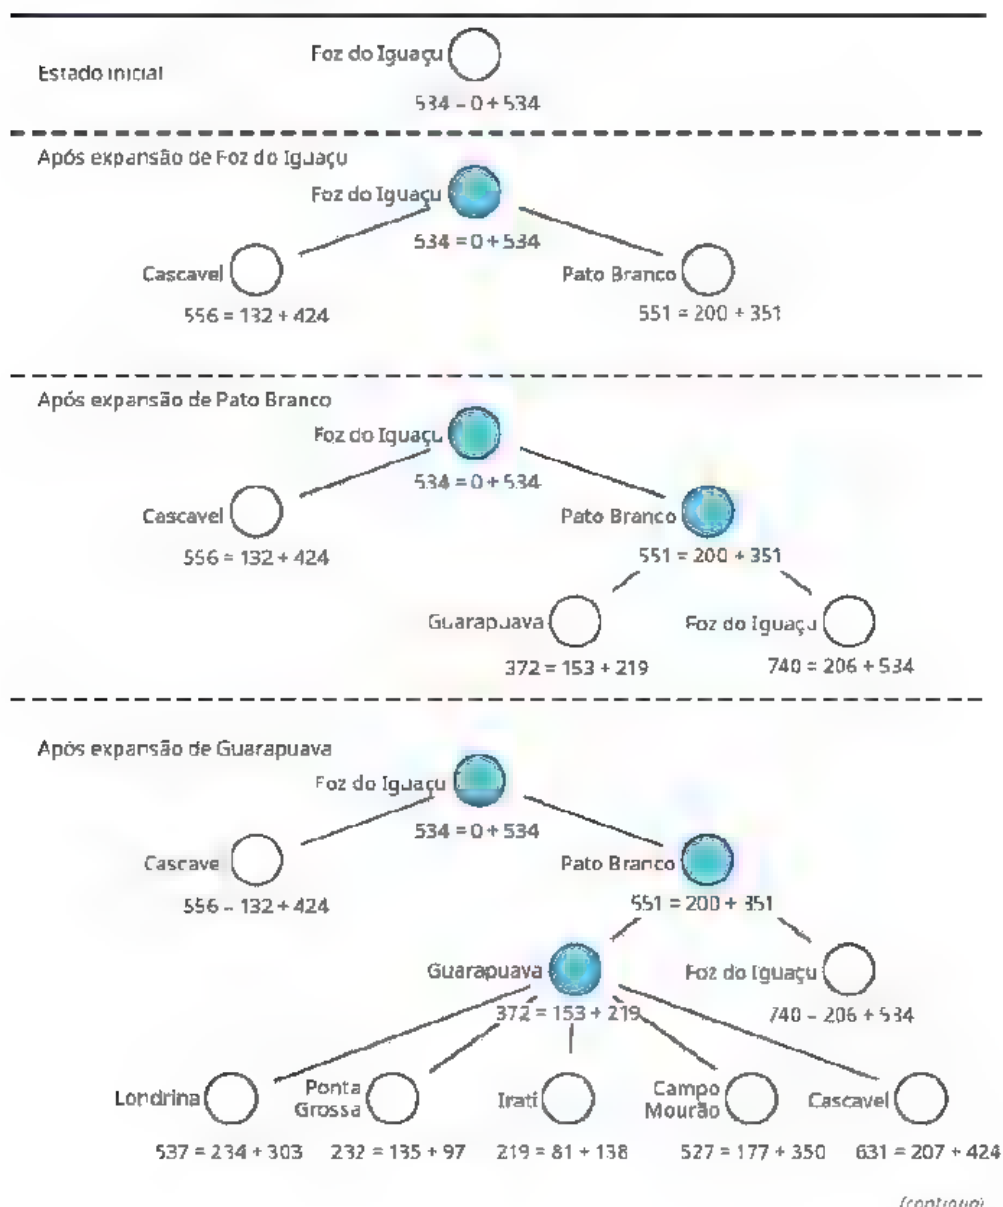 Foz do Iguaçu
Estado inicial
534 = 0 + 534
Após expansão de Foz do Iguaçu
Foz do Iguaçu
534 = 0 + 534
Cascavel
Pato Branco
556 = 132 + 424
551 = 200 + 351
Após expansão de Pato Branco
Foz do Iguaçu
534 = 0 + 534
Cascavel
Pato Branco
556 = 132 + 424
551 = 200 + 351
Guarapuava
Foz do Iguaçu
372 = 153 + 219
740 = 206 + 534
Após expansão de Guarapuava
Foz do Iguaçu
534 = 0 + 534
Cascavel
Pato Branco
556 = 132 + 424
551 = 200 + 351
Guarapuava
Foz do Iguaçu
372 = 153 + 219
740 = 206 + 534
Londrina
Ponta
Grossa
Irati
Campo
Mourão
Cascavel
537 = 234 + 303
232 = 135 + 97
219 = 81 + 138
527 = 177 + 350
631 = 207 + 424
(continua)